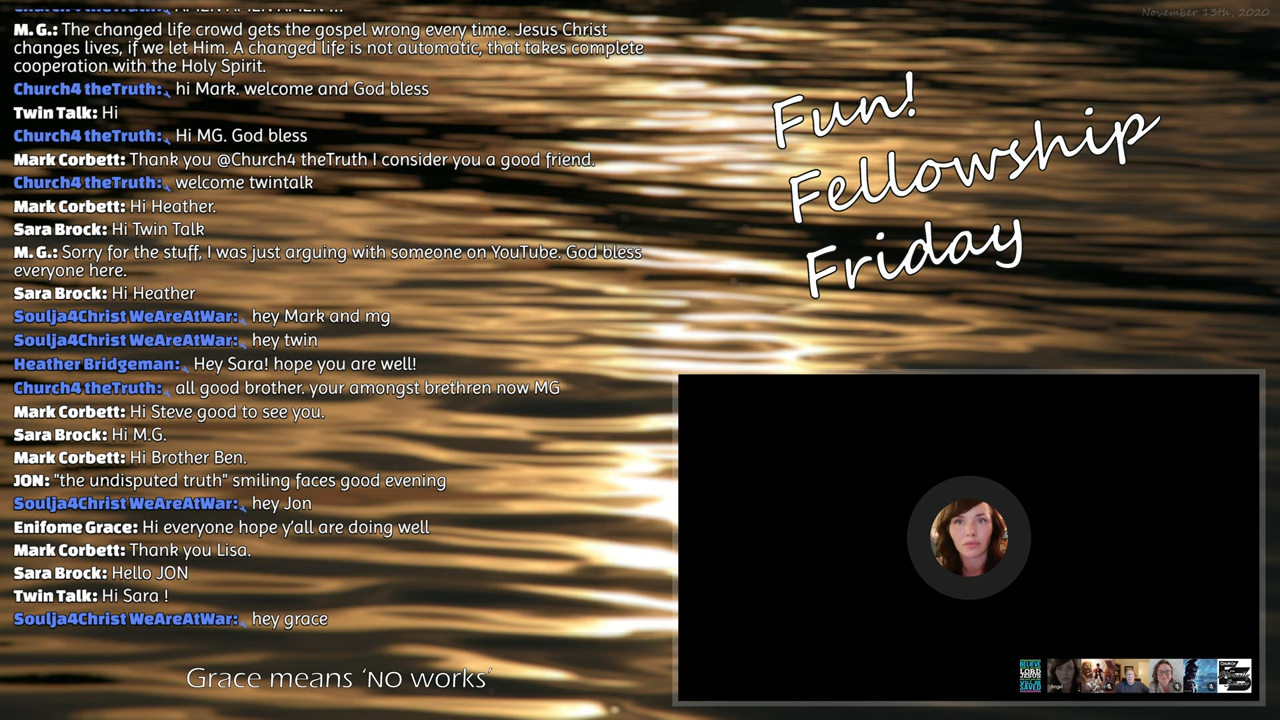 November 13th, 2020
M. G.: The changed life crowd gets the gospel wrong every time. Jesus Christ
changes lives, if we let Him. A changed life is not automatic, that takes complete
cooperation with the Holy Spirit.
Church4 theTruth: hi Mark. welcome and God bless
Twin Talk: Hi
Church4 theTruth: Hi MG. God bless
Mark Corbett: Thank you @Church4 theTruth I consider you a good friend.
Church4 theTruth: welcome twintalk
Mark Corbett: Hi Heather.
Sara Brock: Hi Twin Talk
M. G.: Sorry for the stuff, I was just arguing with someone on YouTube. God bless
everyone here.
Sara Brock: Hi Heather
Soulja4Christ WeAreAtWar: hey Mark and mg
Soulja4Christ WeAreAtWar: hey twin
Heather Bridgeman: Hey Sara! hope you are well!
Church4 theTruth: all good brother. your amongst brethren now MG
Mark Corbett: Hi Steve good to see you.
Sara Brock: Hi M.G.
Mark Corbett: Hi Brother Ben.
JON: "the undisputed truth" smiling faces good evening
Soulja4Christ WeAreAtWar: hey Jon
Enifome Grace: Hi everyone hope y'all are doing well
Mark Corbett: Thank you Lisa.
Sara Brock: Hello JON
Twin Talk: Hi Sara !
Soulja4Christ WeAreAtWar: hey grace
Grace means ‘NO works’
Fun!
Fellowship
Friday
BELIEVE
LORD
JESUS
SAVED
Angel
CHURCH